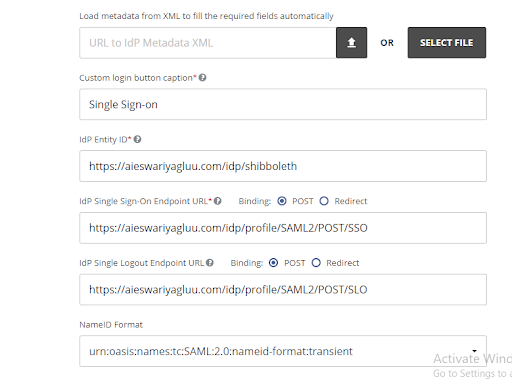 Load metadata from XML to fill the required fields automatically
URL to IdP Metadata XML
OR
SELECT FILE
Custom login button caption*
Single Sign-on
IdP Entity ID*
https://aieswariyagluu.com/idp/shibboleth
IdP Single Sign-On Endpoint URL* Binding: POST Redirect
https://aieswariyagluu.com/idp/profile/SAML2/POST/SSO
IdP Single Logout Endpoint URL Binding: POST Redirect
https://aieswariyagluu.com/idp/profile/SAML2/POST/SLO
NameID Format
urn:oasis:names:tc:SAML:2.0:nameid-format:transient
Activate Wind
Go to Settings to a